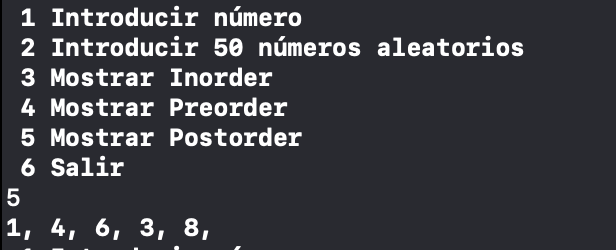 1 Introducir número
2 Introducir 50 números aleatorios
3 Mostrar Inorder
4 Mostrar Preorder
5 Mostrar Postorder
6 Salir
5
1, 4, 6, 3, 8,